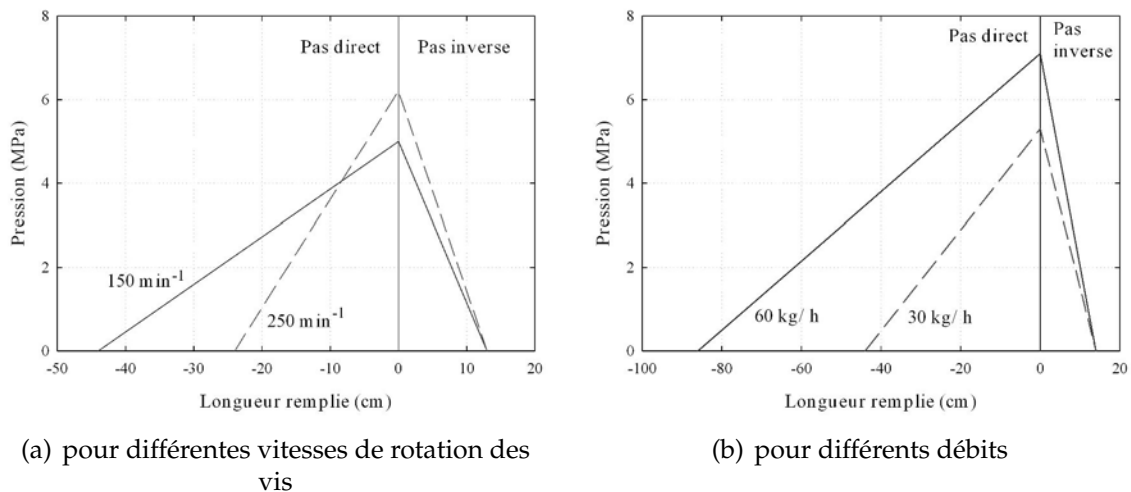 8
6
4
2
0
Pression (MPa)
Pas direct
Pas inverse
150 min-1
250 min-1
-50 -40 -30 -20 -10 0 10 20
Longueur remplie (cm)
(a) pour différentes vitesses de rotation des
vis
8
6
4
2
0
Pression (MPa)
Pas direct
Pas
inverse
60 kg/ h
30 kg/ h
-100 -80 -60 -40 -20 0 20
Longueur remplie (cm)
(b) pour différents débits